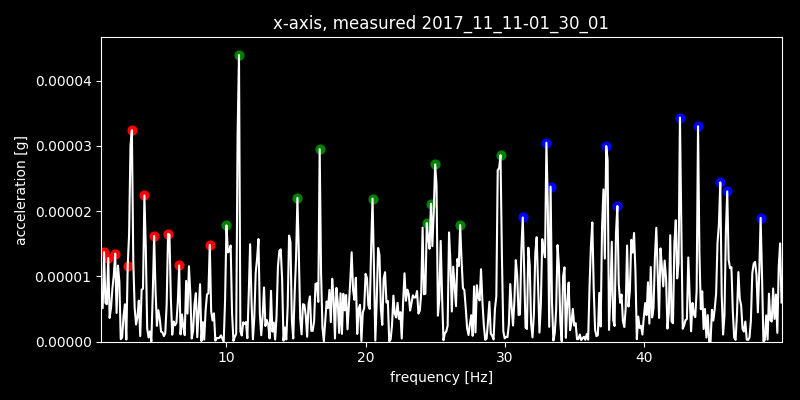 x-axis, measured 2017_11_11-01_30_01
0.00004
0.00003
0.00002
0.00001
0.00000
acceleration [g]
10 20 30 40
frequency [Hz]